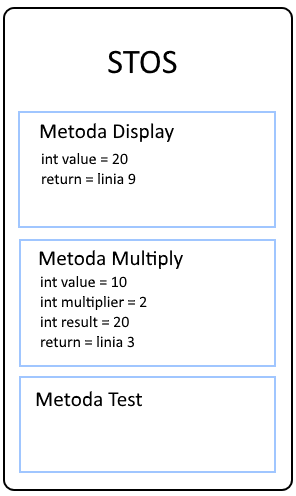 STOS
Metoda Display
int value = 20
return = linia 9
Metoda Multiply
int value = 10
int multiplier = 2
int result = 20
return = linia 3
Metoda Test